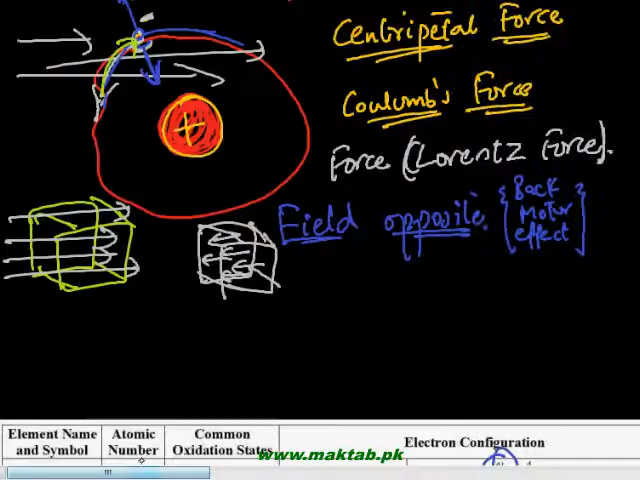 Centripetal Force
Coulomb's Force
Force (Lorentz Force).
Field opposite. [Back
Motor
effect]
+
Element Name
and Symbol
Atomic
Number
Common
Oxidation States
Electron Configuration
www.maktab.pk